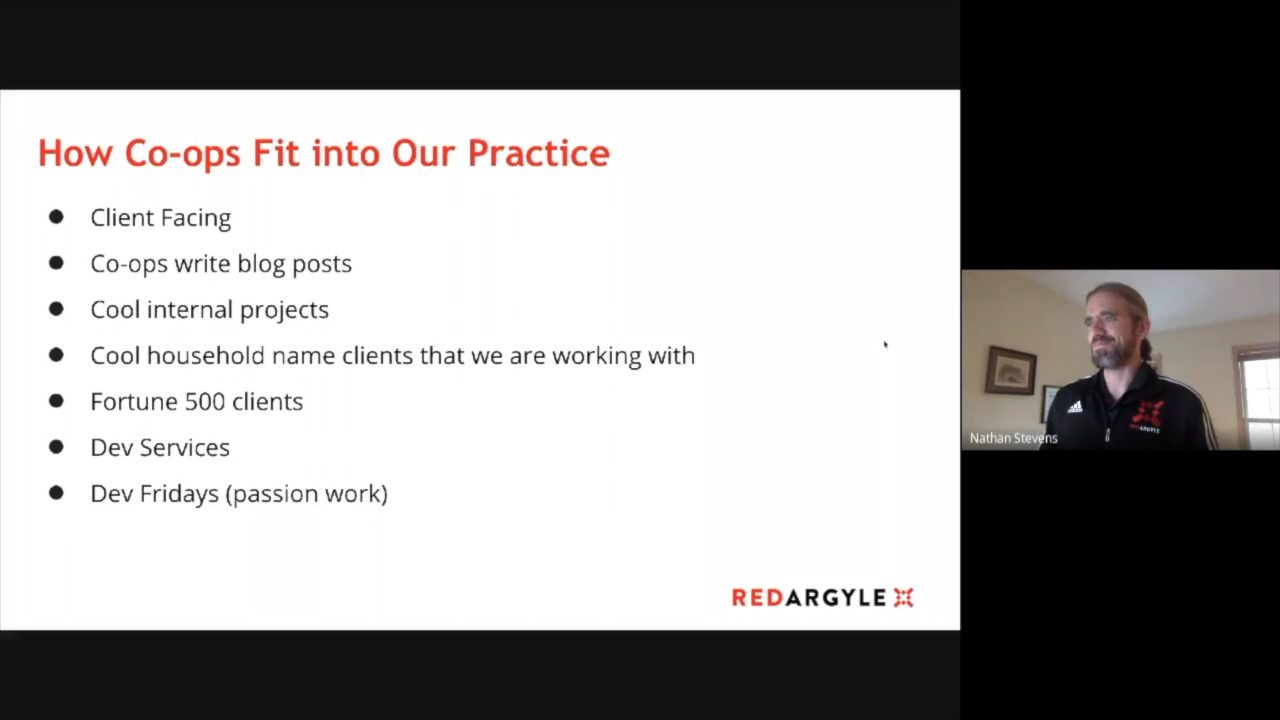 How Co-ops Fit into Our Practice
● Client Facing
● Co-ops write blog posts
● Cool internal projects
● Cool household name clients that we are working with
● Fortune 500 clients
● Dev Services
● Dev Fridays (passion work)
REDARGYLE
REDARGYLE
Nathan Stevens